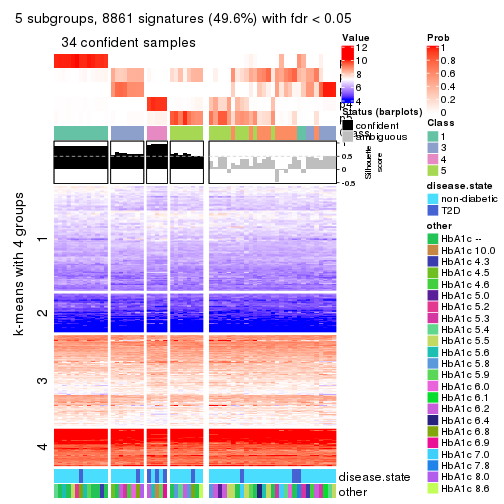 5 subgroups, 8861 signatures (49.6%) with fdr < 0.05
34 confident samples
Value
12
10
8
6
4
Prob
1
0.8
0.6
0.4
0.2
0
Status (barplots)
confident
ambiguous
Class
1
3
4
5
1
0.5
0
-0.5
Silhouette
score
disease.state
non-diabetic
T2D
other
HbA1c --
HbA1c 10.0
HbA1c 4.3
HbA1c 4.5
HbA1c 4.6
HbA1c 5.0
HbA1c 5.2
HbA1c 5.3
HbA1c 5.4
HbA1c 5.5
HbA1c 5.6
HbA1c 5.8
HbA1c 5.9
HbA1c 6.0
HbA1c 6.1
HbA1c 6.2
HbA1c 6.4
HbA1c 6.8
HbA1c 6.9
HbA1c 7.0
HbA1c 7.8
HbA1c 8.0
HbA1c 8.6
k-means with 4 groups
1
2
3
4
disease.state
other